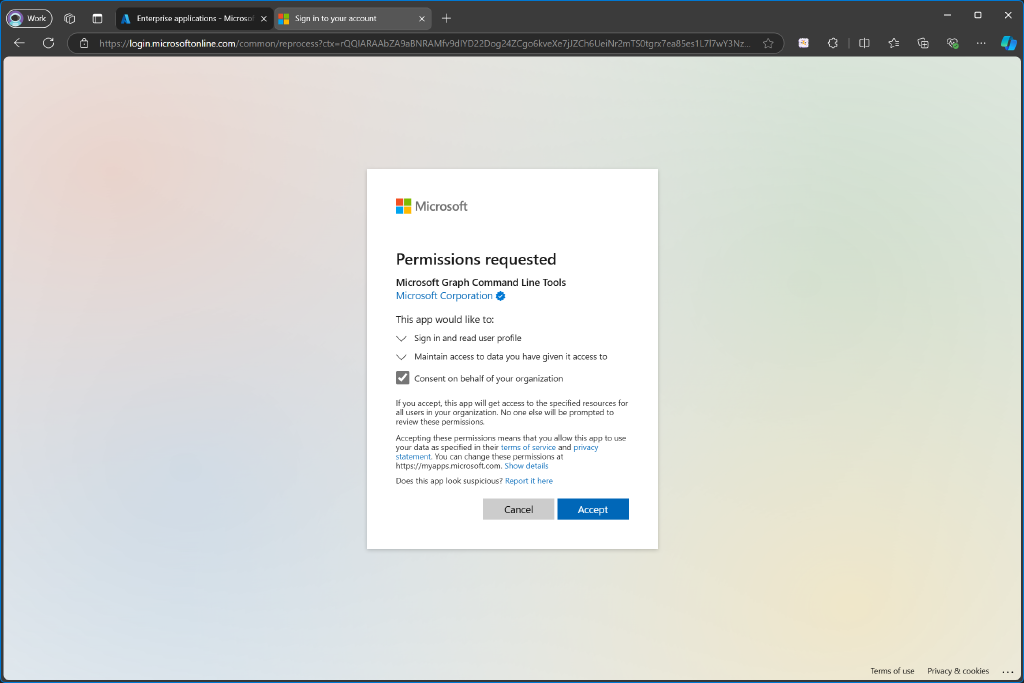 Work
Enterprise applications - Microsof
Sign in to your account
https://login.microsoftonline.com/common/reprocess?ctx=
Microsoft
Permissions requested
Microsoft Graph Command Line Tools
Microsoft Corporation
This app would like to:
Sign in and read user profile
Maintain access to data you have given it access to
Consent on behalf of your organization
If you accept, this app will get access to the specified resources for
all users in your organization. No one else will be prompted to
review these permissions.
Accepting these permissions means that you allow this app to use
your data as specified in their terms of service and privacy
statement. You can change these permissions at
https://myapps.microsoft.com. Show details
Does this app look suspicious? Report it here
Cancel
Accept
Terms of use
Privacy & cookies